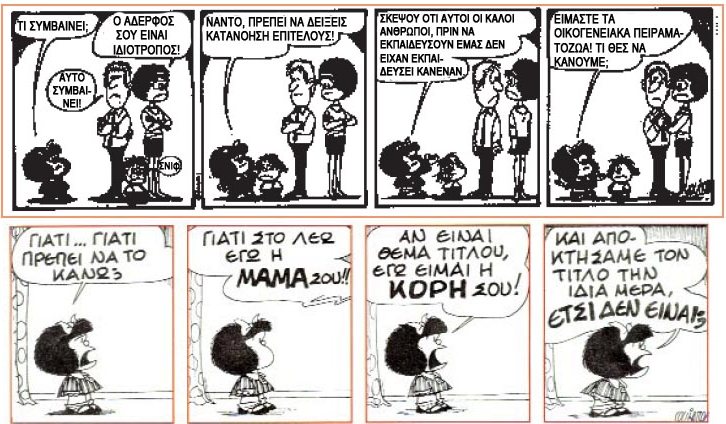 ΤΙ ΣΥΜΒΑΙΝΕΙ;
Ο ΑΔΕΡΦΟΣ
ΣΟΥ ΕΙΝΑΙ
ΙΔΙΟΤΡΟΠΟΣ!
ΑΥΤΟ
ΣΥΜΒΑΙ-
ΝΕΙ!
ΣΝΙΦ
ΝΑΝΤΟ, ΠΡΕΠΕΙ ΝΑ ΔΕΙΞΕΙΣ
ΚΑΤΑΝΟΗΣΗ ΕΠΙΤΕΛΟΥΣ!
ΣΚΕΨΟΥ ΟΤΙ ΑΥΤΟΙ ΟΙ ΚΑΛΟΙ
ΑΝΘΡΩΠΟΙ, ΠΡΙΝ ΝΑ
ΕΚΠΑΙΔΕΥΣΟΥΝ ΕΜΑΣ ΔΕΝ
ΕΙΧΑΝ ΕΚΠΑΙ-
ΔΕΥΣΕΙ ΚΑΝΕΝΑΝ
ΕΙΜΑΣΤΕ ΤΑ
ΟΙΚΟΓΕΝΕΙΑΚΑ ΠΕΙΡΑΜΑ-
ΤΟΖΩΑ! ΤΙ ΘΕΣ ΝΑ
ΚΑΝΟΥΜΕ;
ΓΙΑΤΙ... ΓΙΑΤΙ
ΠΡΕΠΕΙ ΝΑ ΤΟ
ΚΑΝΩ;
ΓΙΑΤΙ ΣΤΟ ΛΕΩ
ΕΓΩ Η
ΜΑΜΑ ΣΟΥ!!
ΑΝ ΕΙΝΑΙ
ΘΕΜΑ ΤΙΤΛΟΥ,
ΕΓΩ ΕΙΜΑΙ Η
ΚΟΡΗ ΣΟΥ!
ΚΑΙ ΑΠΟ-
ΚΤΗΣΑΜΕ ΤΟΝ
ΤΙΤΛΟ ΤΗΝ
ΙΔΙΑ ΜΕΡΑ,
ΕΤΣΙ ΔΕΝ ΕΙΝΑΙ!;